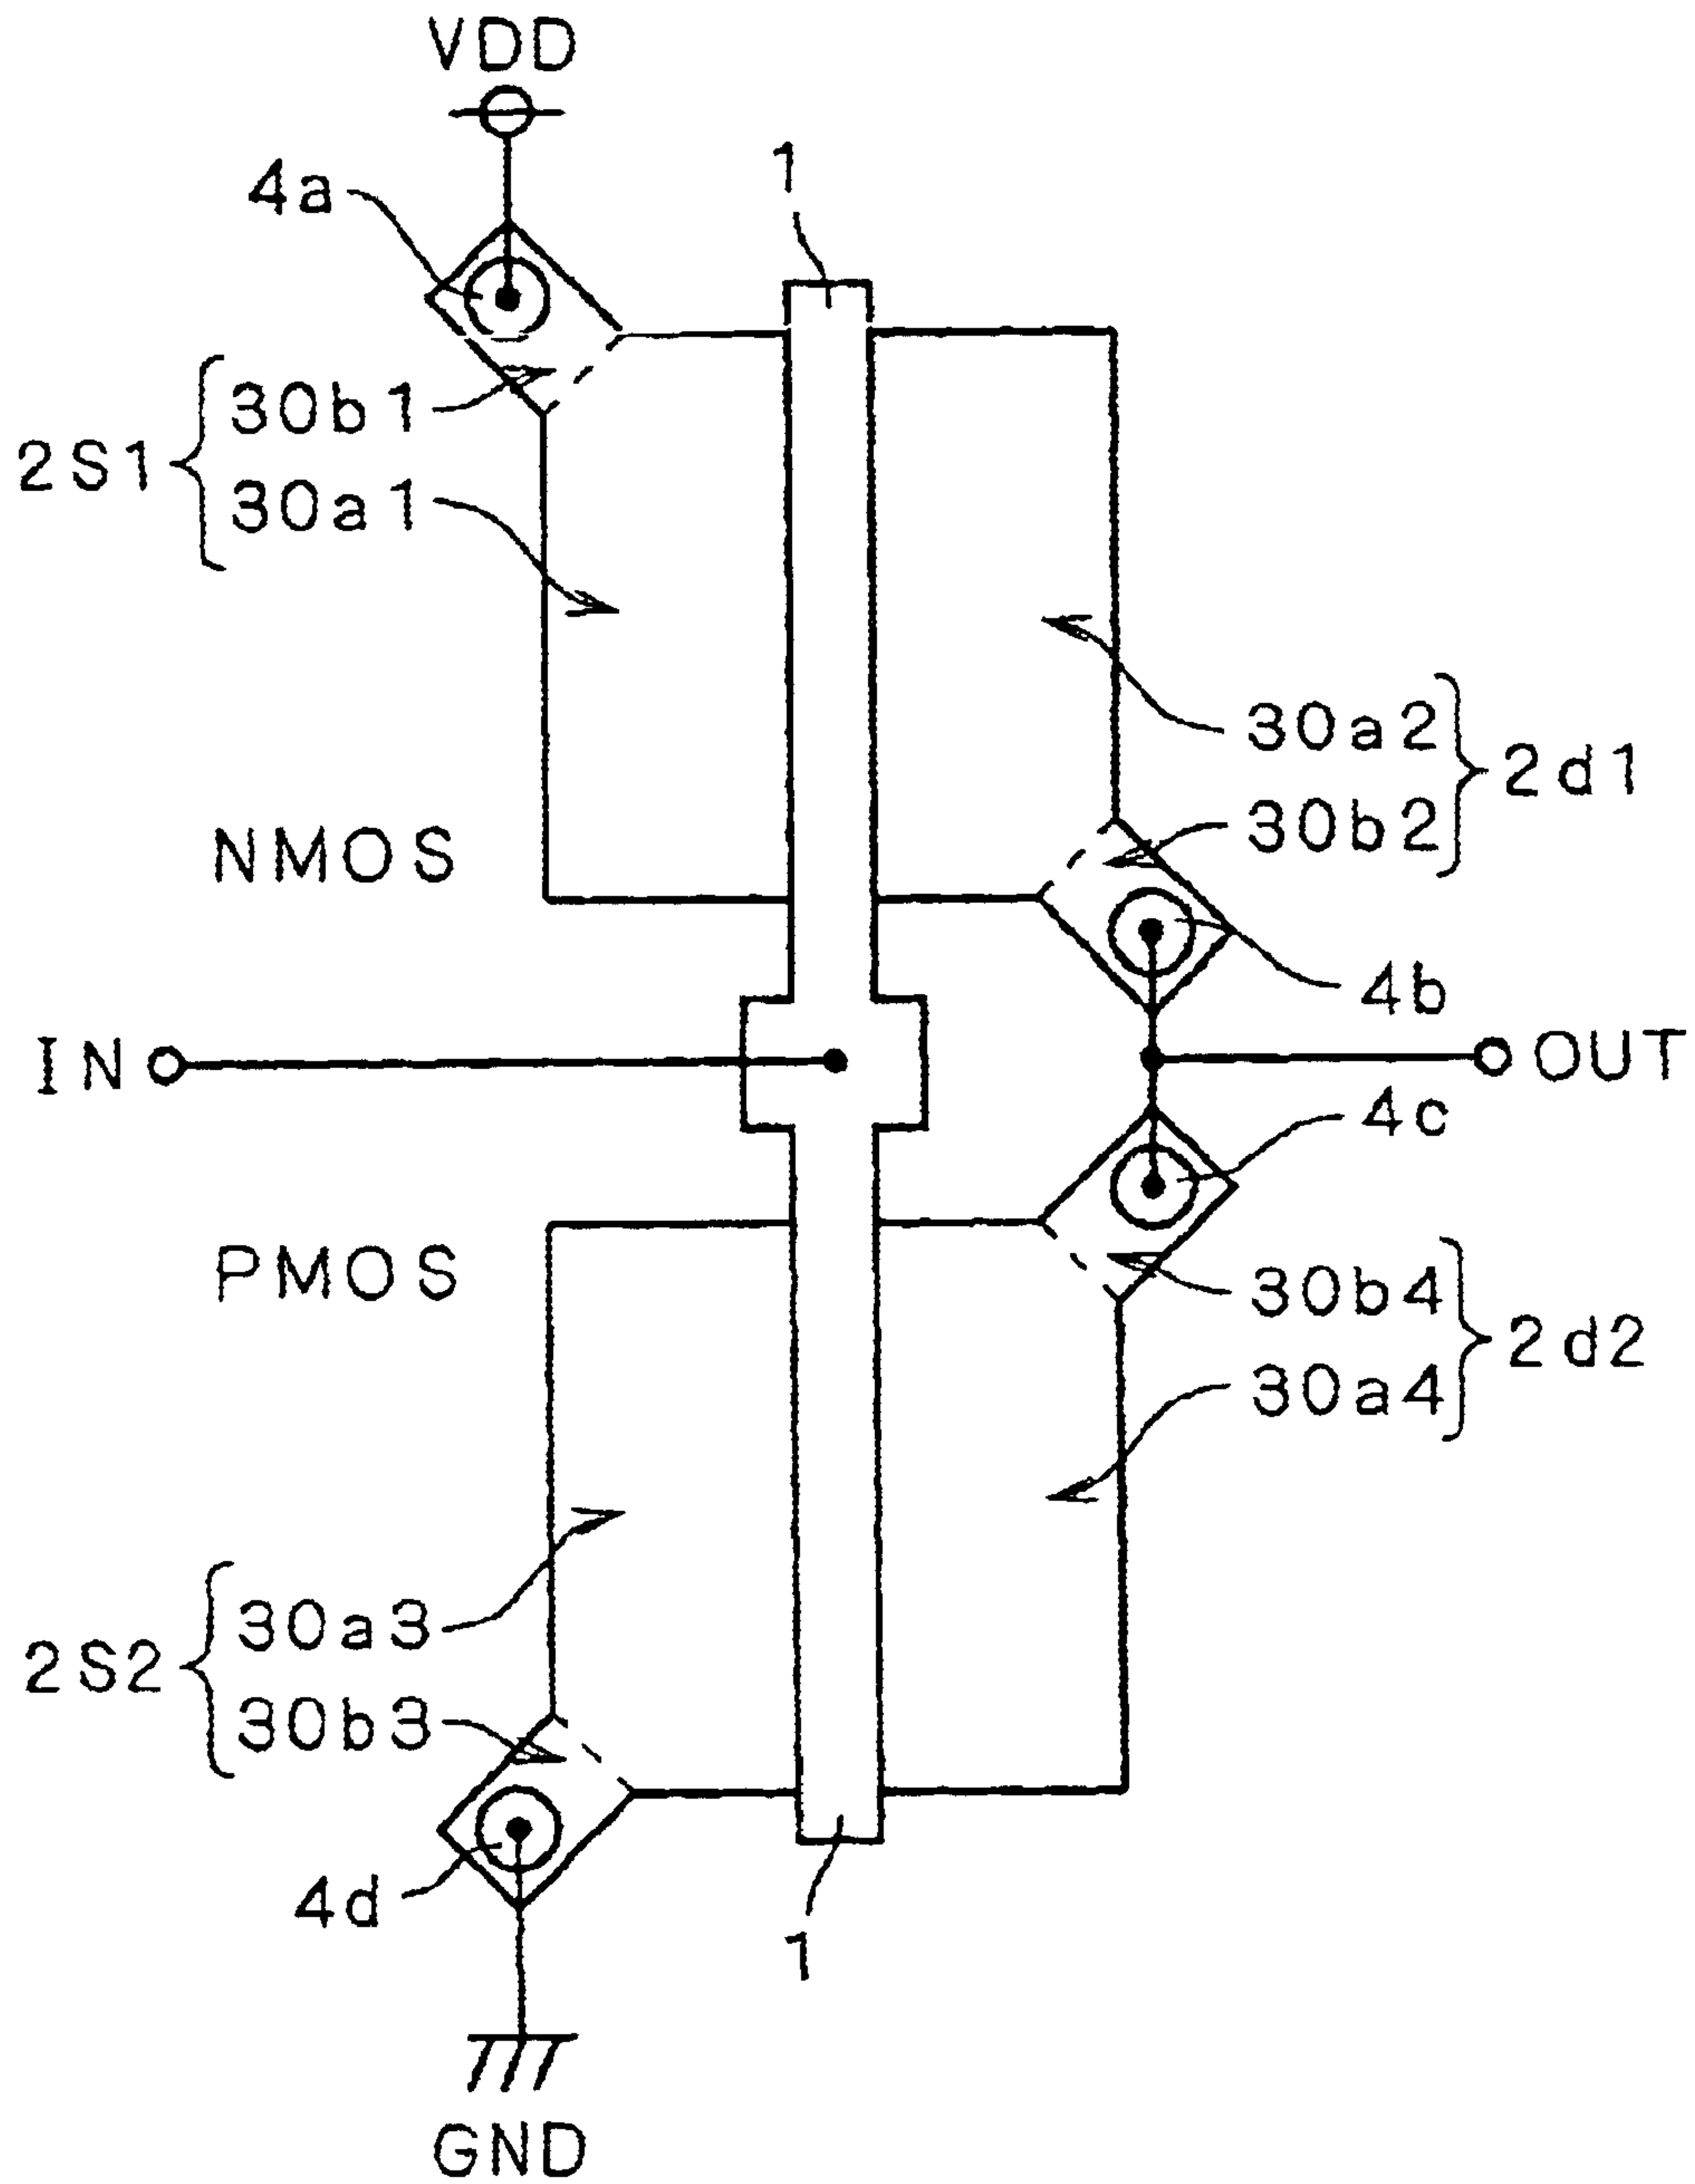 VDD
1
4a
30b1
2S1
30a1
30a2
2d1
30b2
NMOS
4b
IN
OUT
4c
PMOS
30b4
2d2
30a4
30a3
2S2
30b3
4d
1
GND